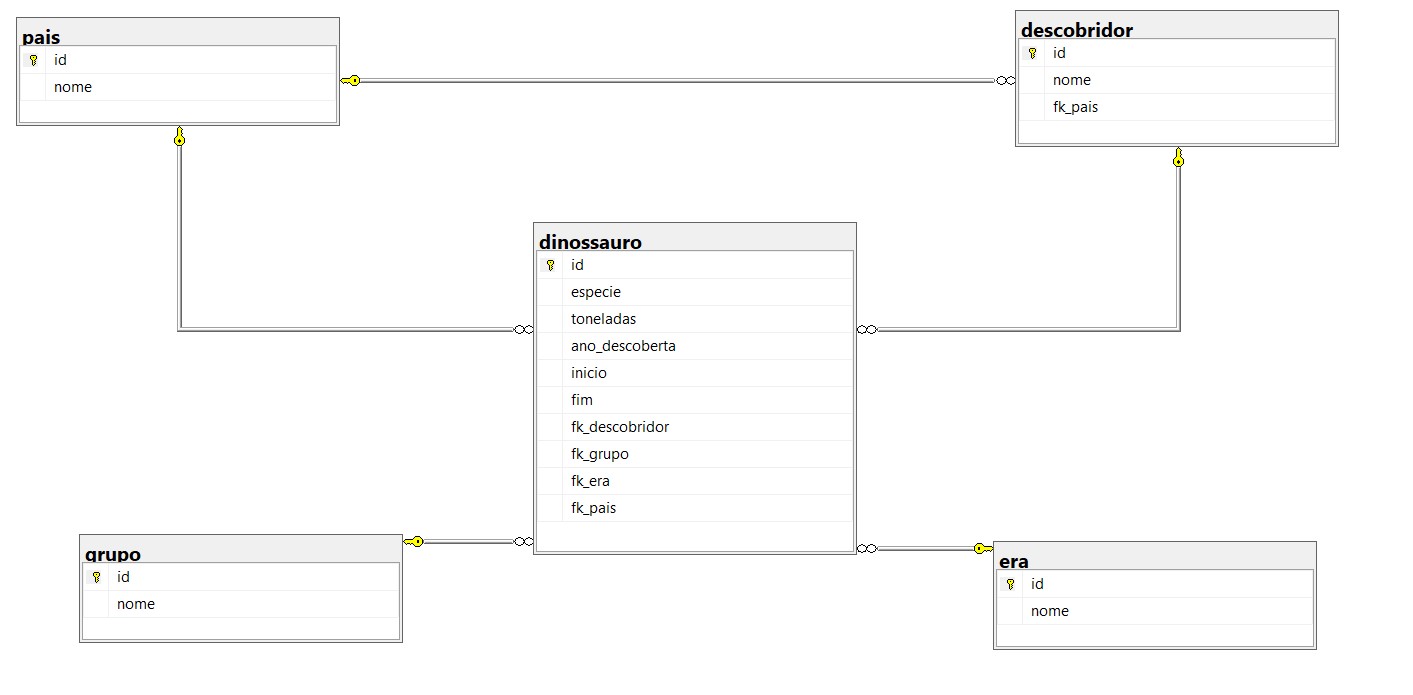 pais
id
nome
descobridor
id
nome
fk_pais
dinossauro
id
especie
toneladas
ano_descoberta
inicio
fim
fk_descobridor
fk_grupo
fk_era
fk_pais
grupo
id
nome
era
id
nome